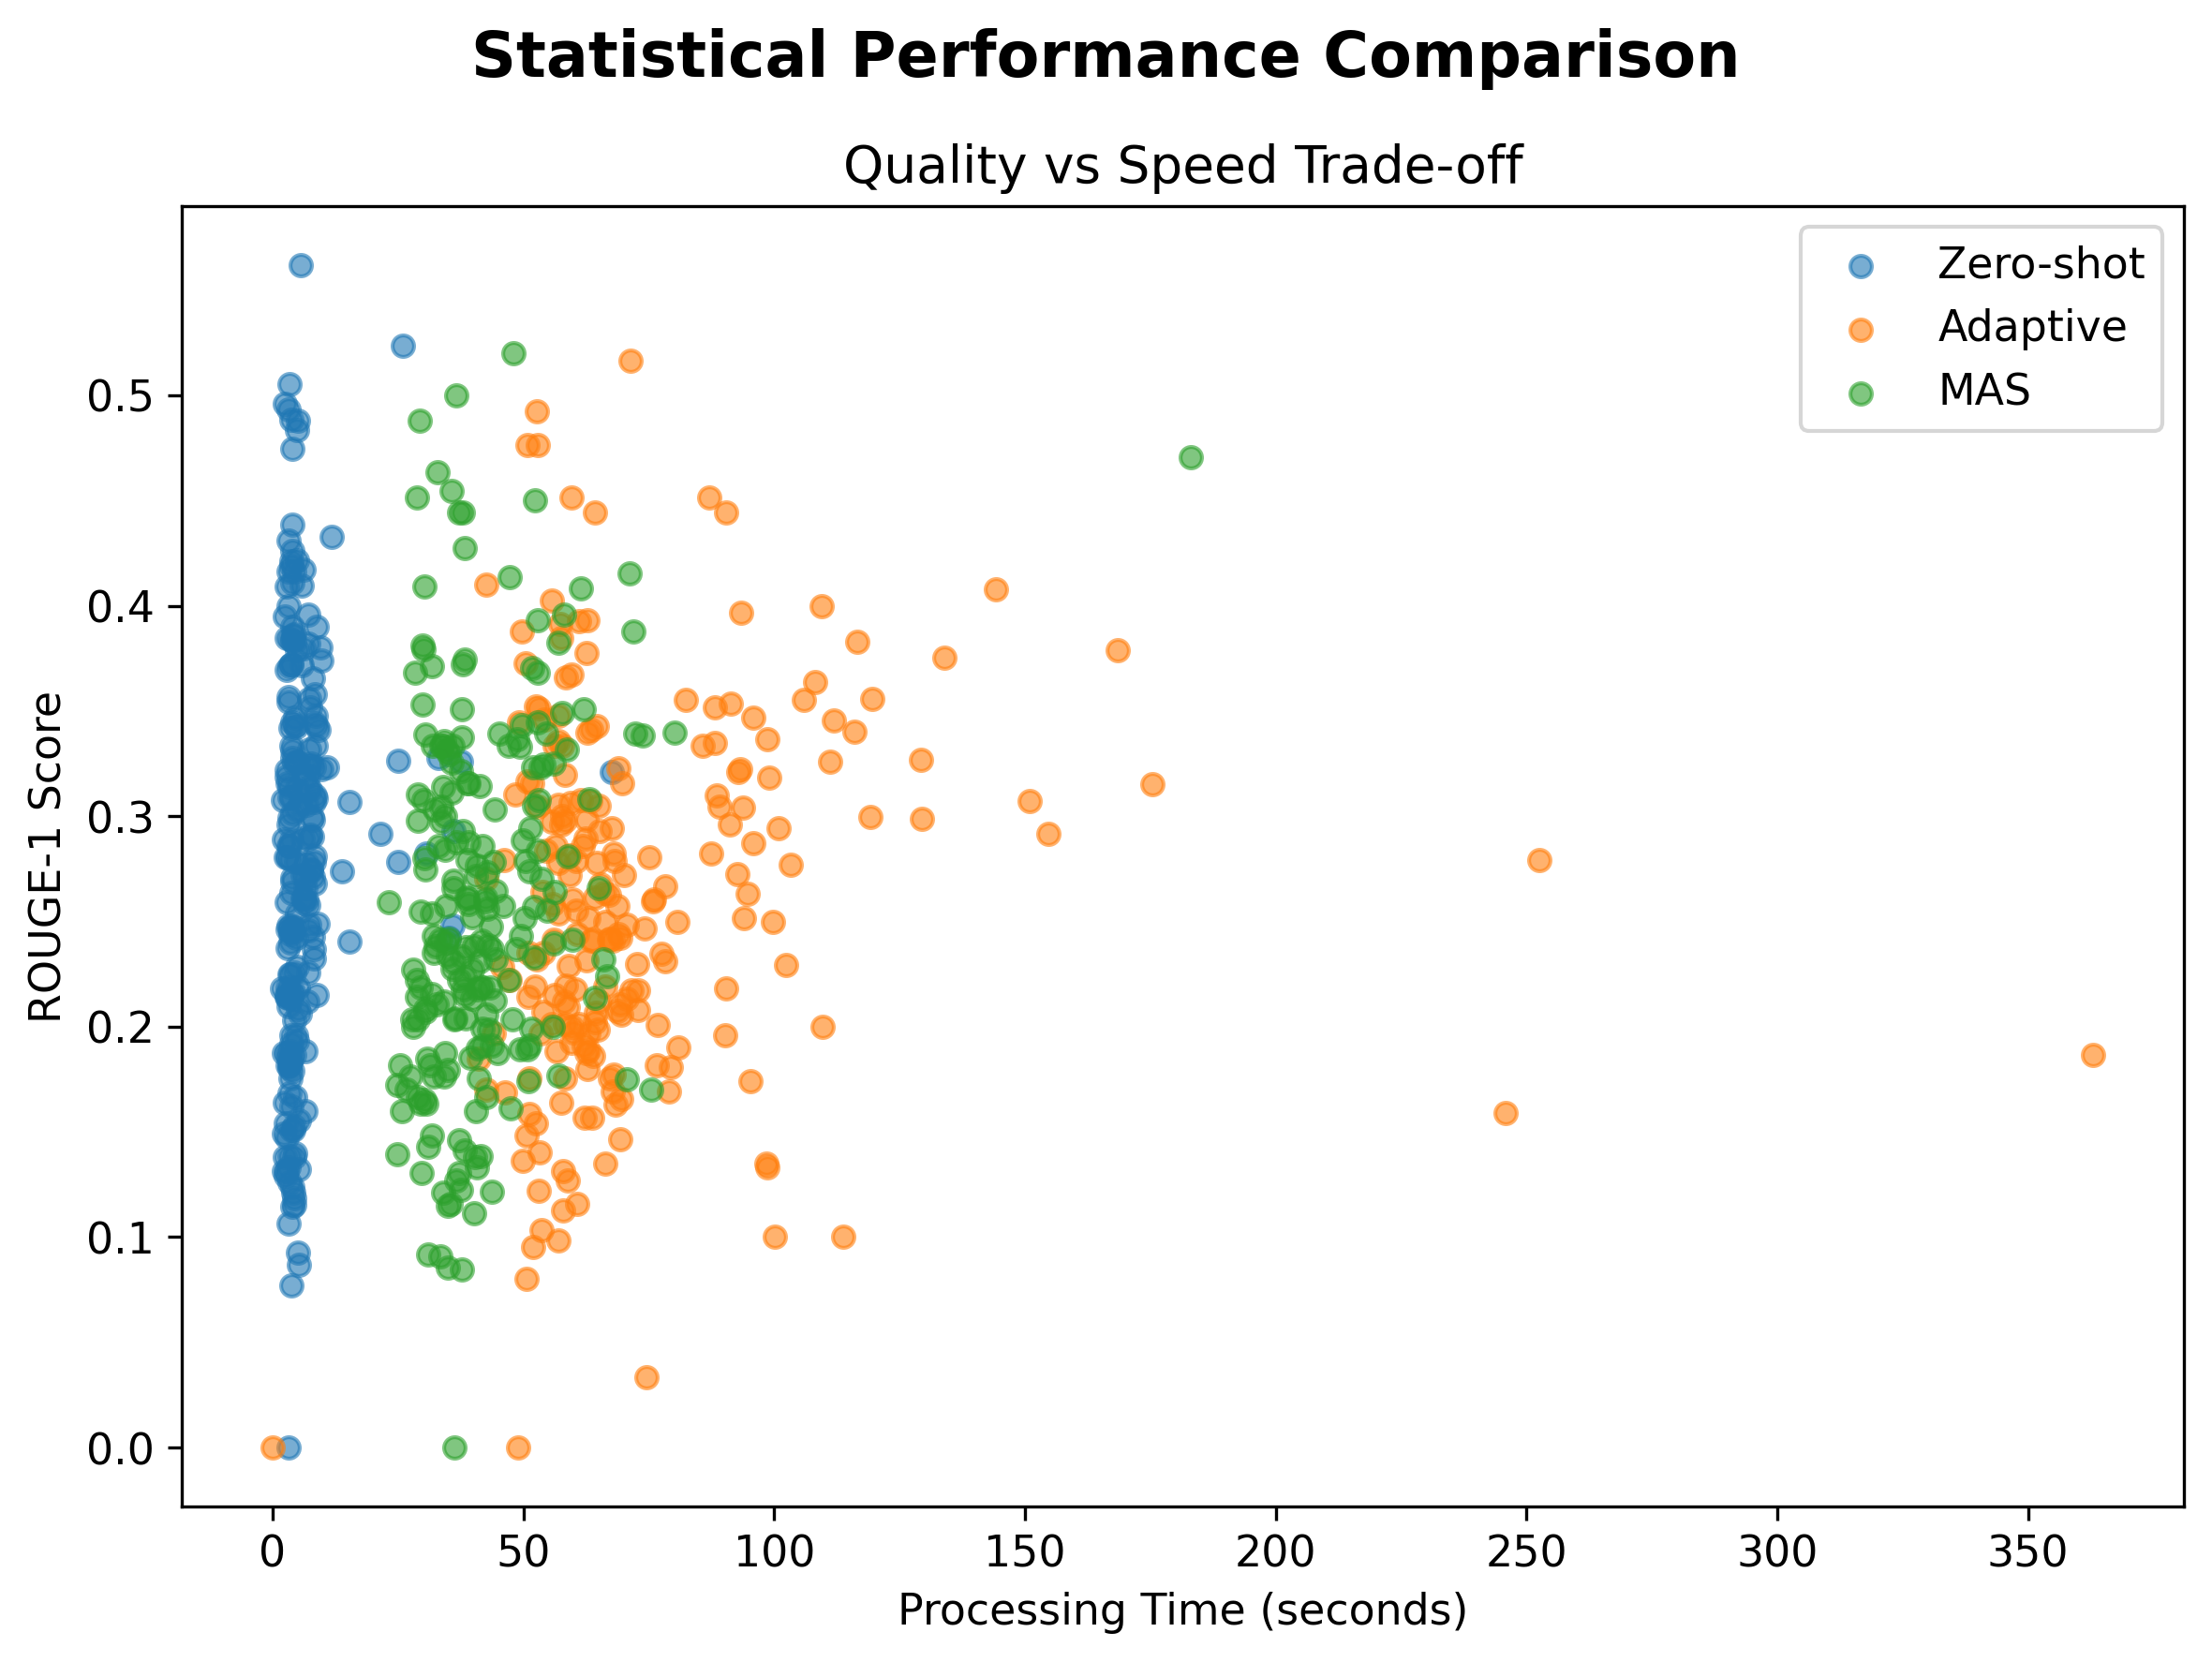 Statistical Performance Comparison
Quality vs Speed Trade-off
Zero-shot
Adaptive
MAS
ROUGE-1 Score
0.5
0.4
0.3
0.2
0.1
0.0
0 50 100 150 200 250 300 350
Processing Time (seconds)